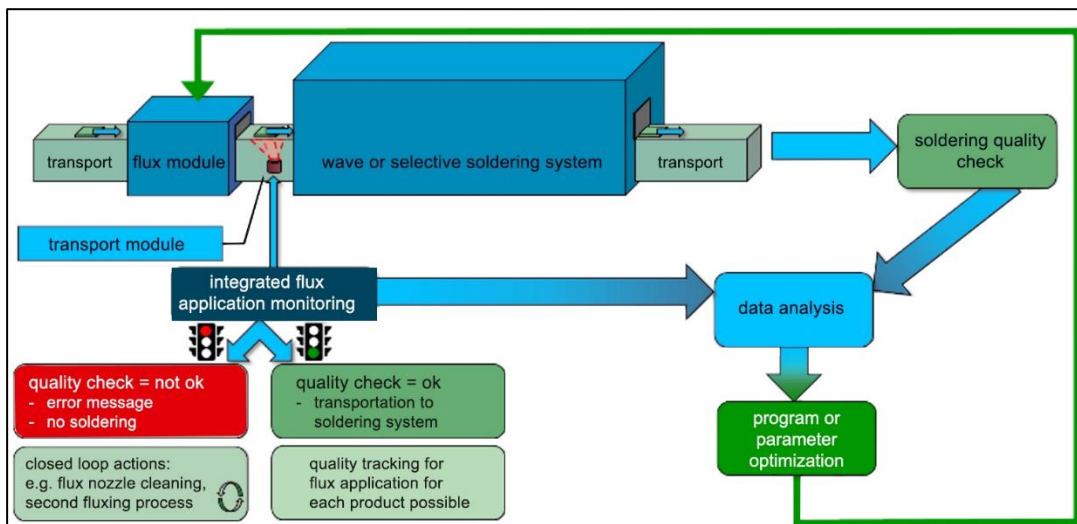 transport
flux module
wave or selective soldering system
transport
soldering quality
check
transport module
integrated flux
application monitoring
data analysis
quality check = not ok
- error message
- no soldering
quality check = ok
- transportation to
soldering system
program or
parameter
optimization
closed loop actions:
e.g. flux nozzle cleaning,
second fluxing process
quality tracking for
flux application for
each product possible